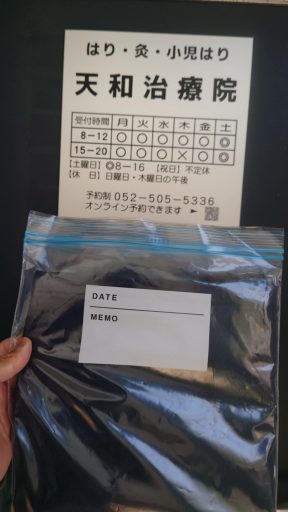 はり・灸・小児はり
天和治療院
受付時間 月 火 水 木 金 土
8-12 ○ ○ ○ ○ ○ ◎
15-20 ○ ○ ○ × ○ ◎
【土曜日】◎8-16 【祝日】不定休
【休 日】日曜日・木曜日の午後
予約制 052-505-5336
オンライン予約できます ➤
DATE
MEMO